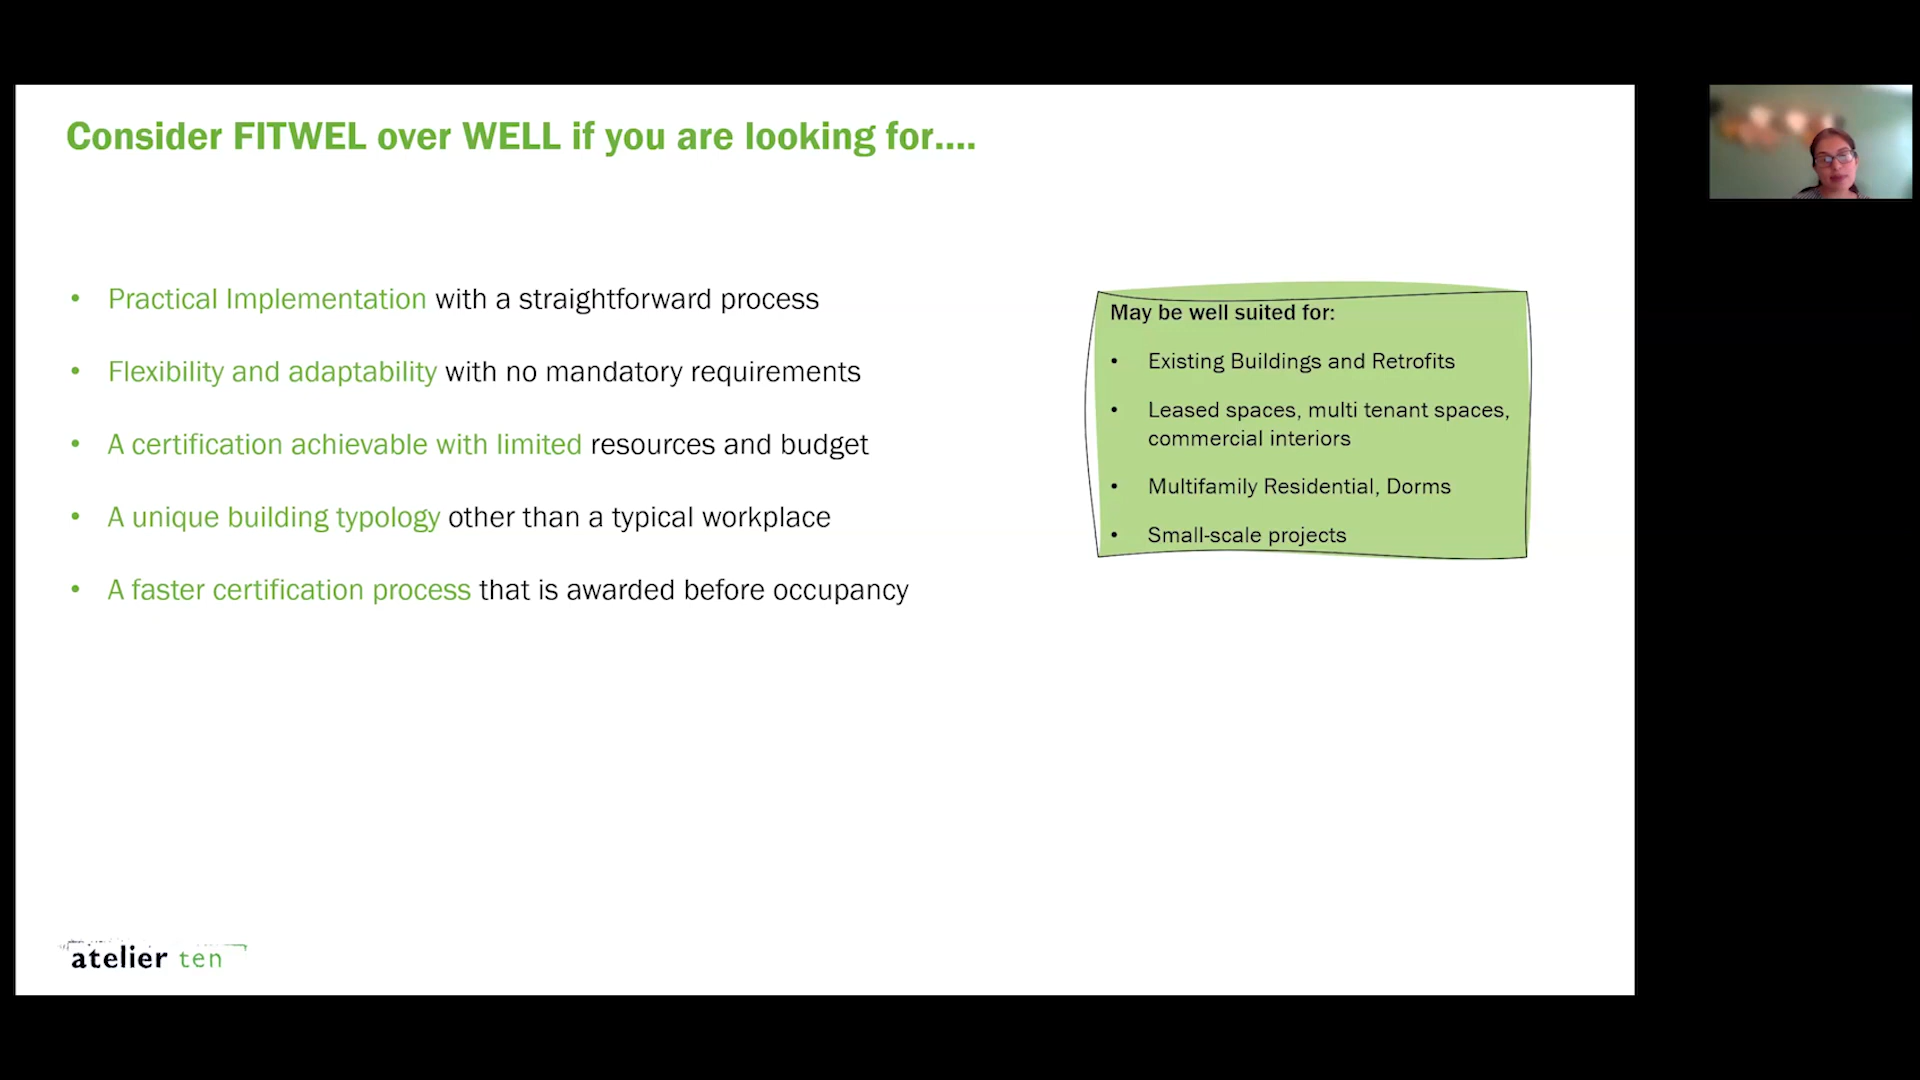 Consider FITWEL over WELL if you are looking for....
• Practical Implementation with a straightforward process
• Flexibility and adaptability with no mandatory requirements
• A certification achievable with limited resources and budget
• A unique building typology other than a typical workplace
• A faster certification process that is awarded before occupancy
May be well suited for:
• Existing Buildings and Retrofits
• Leased spaces, multi tenant spaces,
commercial interiors
• Multifamily Residential, Dorms
• Small-scale projects
atelier ten